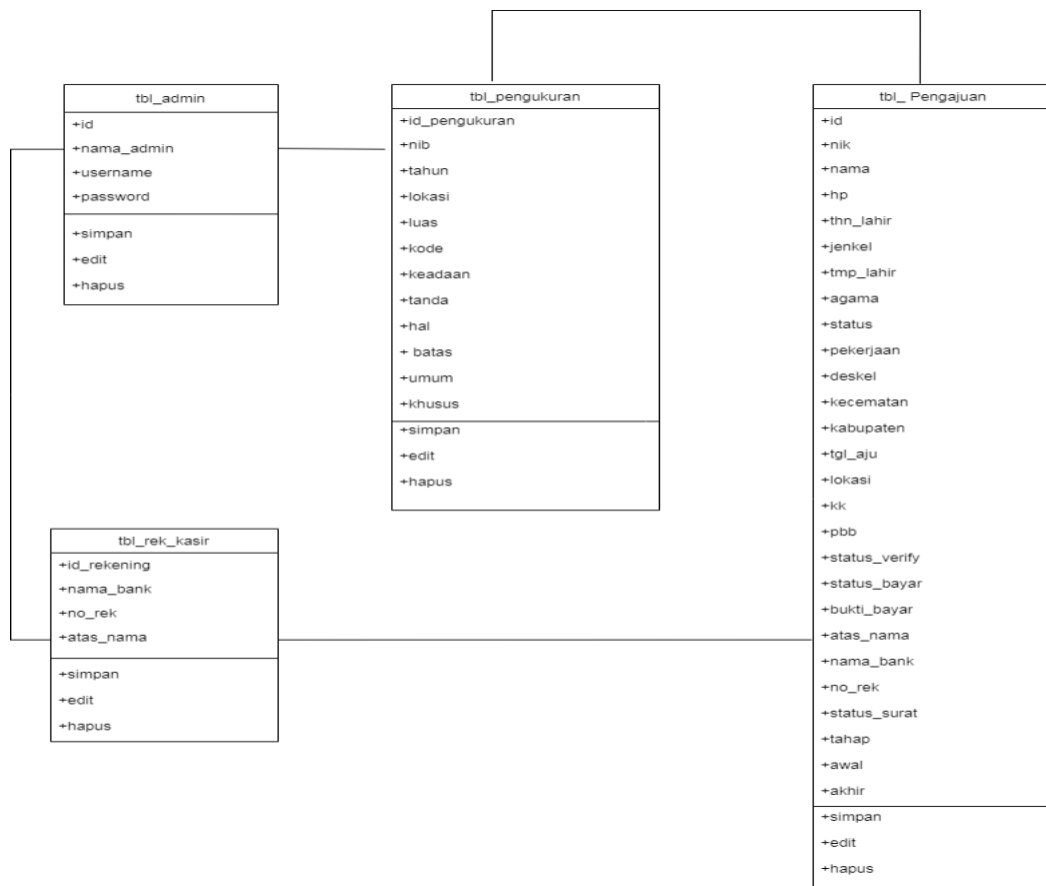 tbl_admin
+id
+nama_admin
+username
+password
+simpan
+edit
+hapus
tbl_pengukuran
+id_pengukuran
+nib
+tahun
+lokasi
+luas
+kode
+keadaan
+tanda
+hal
+ batas
+umum
+khusus
+simpan
+edit
+hapus
tbl_ Pengajuan
+id
+nik
+nama
+hp
+thn_lahir
+jenkel
+tmp_lahir
+agama
+status
+pekerjaan
+deskel
+kecematan
+kabupaten
+tgl_aju
+lokasi
+kk
+pbb
+status_verify
+status_bayar
+bukti_bayar
+atas_nama
+nama_bank
+no_rek
+status_surat
+tahap
+awal
+akhir
+simpan
+edit
+hapus
tbl_rek_kasir
+id_rekening
+nama_bank
+no_rek
+atas_nama
+simpan
+edit
+hapus